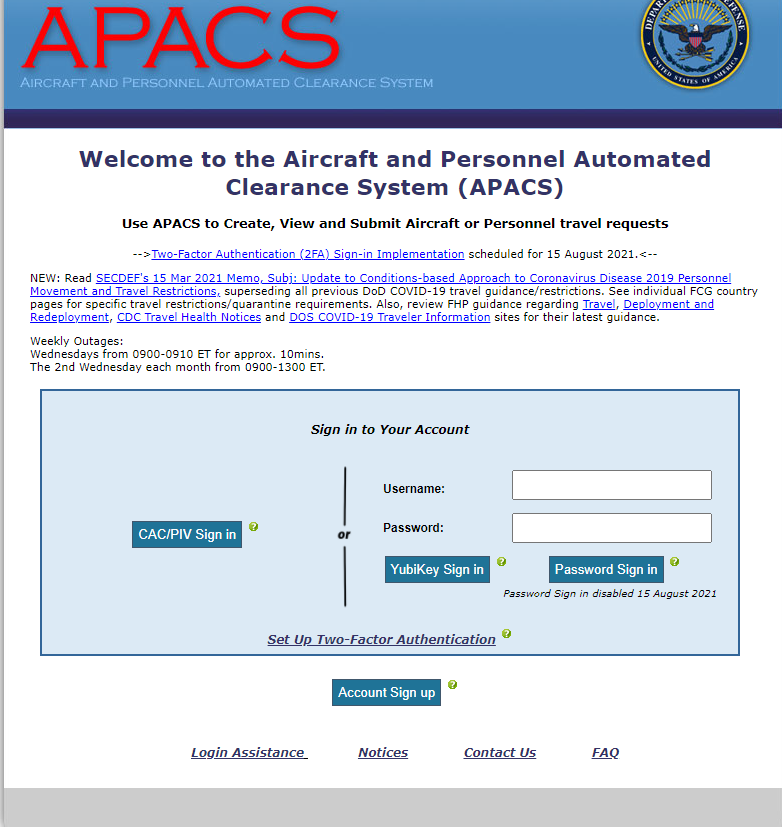 APACS
AIRCRAFT AND PERSONNEL AUTOMATED CLEARANCE SYSTEM
UNITED STATES OF AMERICA
Welcome to the Aircraft and Personnel Automated
Clearance System (APACS)
Use APACS to Create, View and Submit Aircraft or Personnel travel requests
-->Two-Factor Authentication (2FA) Sign-in Implementation scheduled for 15 August 2021.<--
NEW: Read SECDEF's 15 Mar 2021 Memo, Subj: Update to Conditions-based Approach to Coronavirus Disease 2019 Personnel
Movement and Travel Restrictions, superseding all previous DoD COVID-19 travel guidance/restrictions. See individual FCG country
pages for specific travel restrictions/quarantine requirements. Also, review FHP guidance regarding Travel, Deployment and
Redeployment, CDC Travel Health Notices and DOS COVID-19 Traveler Information sites for their latest guidance.
Weekly Outages:
Wednesdays from 0900-0910 ET for approx. 10mins.
The 2nd Wednesday each month from 0900-1300 ET.
Sign in to Your Account
CAC/PIV Sign in ?
or
Username:
Password:
YubiKey Sign in ? Password Sign in ?
Password Sign in disabled 15 August 2021
Set Up Two-Factor Authentication ?
Account Sign up ?
Login Assistance Notices Contact Us FAQ